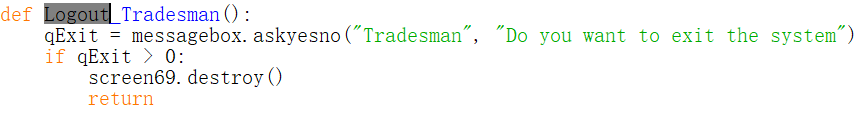 def Logout_Tradesman():
    qExit = messagebox.askyesno("Tradesman", "Do you want to exit the system")
    if qExit > 0:
        screen69.destroy()
        return